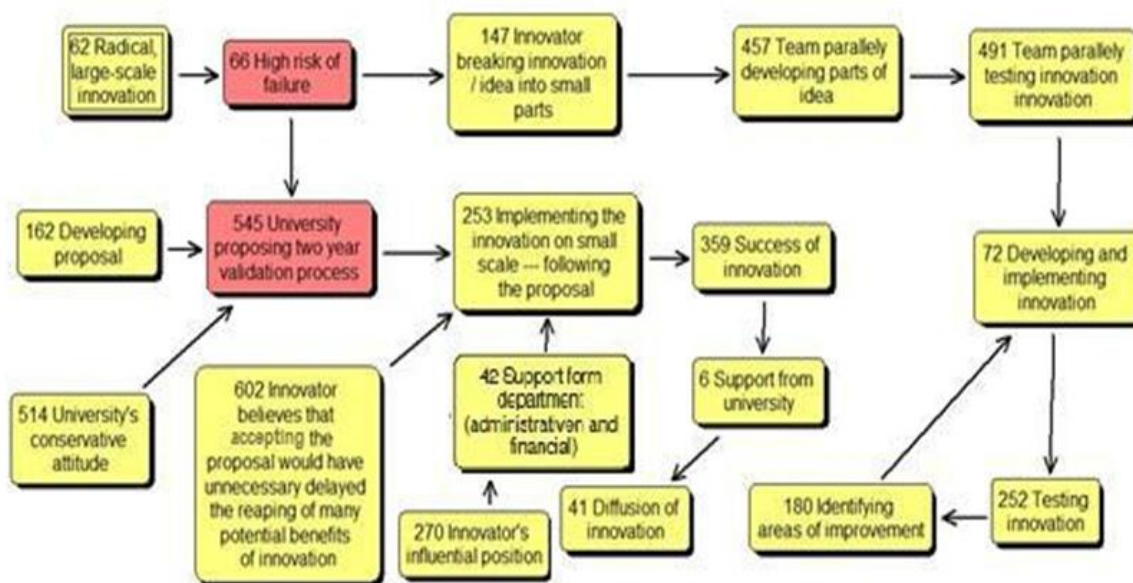 62 Radical,
large-scale
innovation
66 High risk of
failure
147 Innovator
breaking innovation
/ idea into small
parts
457 Team parallely
developing parts of
idea
491 Team parallely
testing innovation
innovation
162 Developing
proposal
545 University
proposing two year
validation process
253 Implementing the
innovation on small
scale --- following
the proposal
359 Success of
innovation
72 Developing and
implementing
innovation
514 University's
conservative
attitude
602 Innovator
believes that
accepting the
proposal would have
unnecessary delayed
the reaping of many
potential benefits
of innovation
42 Support form
department:
(administrativen and
financial)
270 Innovator's
influential position
6 Support from
university
41 Diffusion of
innovation
180 Identifying
areas of improvement
252 Testing
innovation